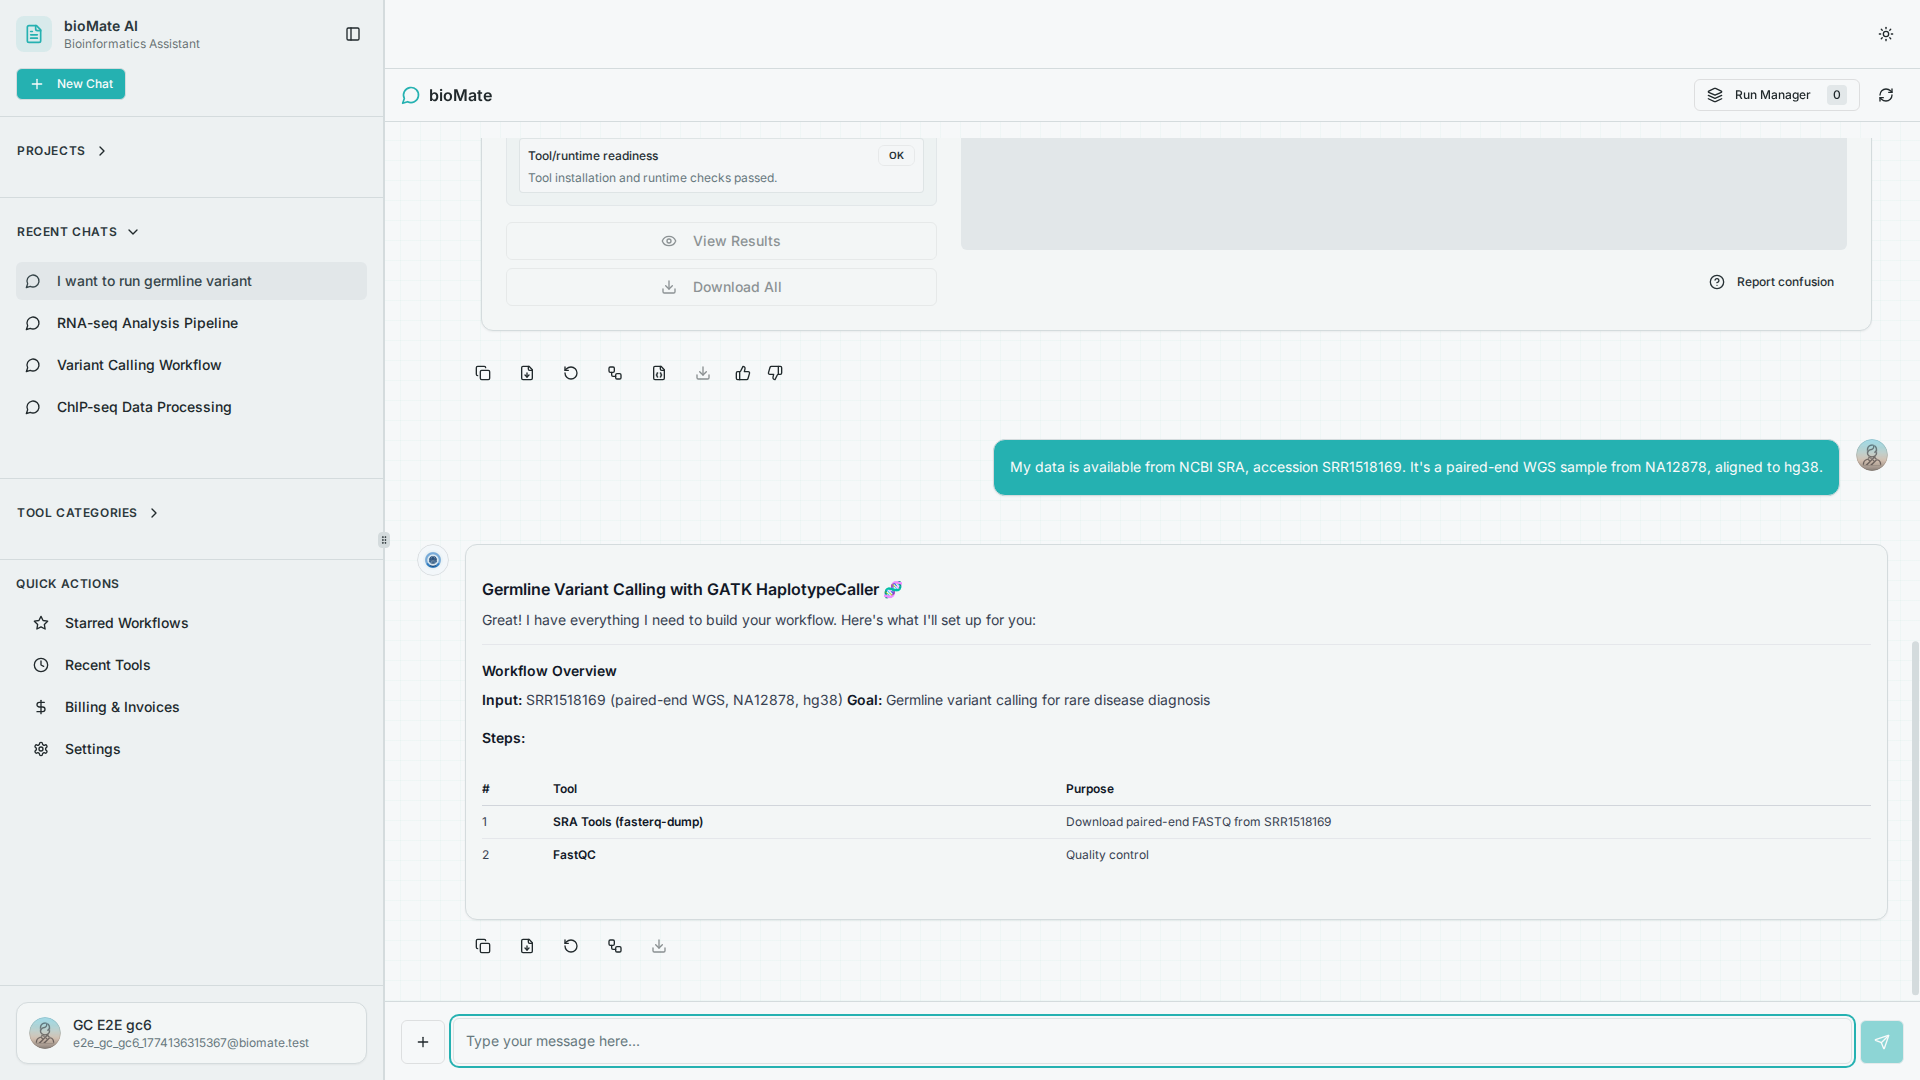 bioMate AI
Bioinformatics Assistant
New Chat
PROJECTS
RECENT CHATS
I want to run germline variant
RNA-seq Analysis Pipeline
Variant Calling Workflow
ChIP-seq Data Processing
TOOL CATEGORIES
QUICK ACTIONS
Starred Workflows
Recent Tools
Billing & Invoices
Settings
GC E2E gc6
e2e_gc_gc6_1774136315367@biomate.test
bioMate
Run Manager 0
Tool/runtime readiness OK
Tool installation and runtime checks passed.
View Results
Download All
Report confusion
My data is available from NCBI SRA, accession SRR1518169. It's a paired-end WGS sample from NA12878, aligned to hg38.
Germline Variant Calling with GATK HaplotypeCaller 🧬
Great! I have everything I need to build your workflow. Here's what I'll set up for you:
Workflow Overview
Input: SRR1518169 (paired-end WGS, NA12878, hg38) Goal: Germline variant calling for rare disease diagnosis
Steps:
# Tool Purpose
1 SRA Tools (fasterq-dump) Download paired-end FASTQ from SRR1518169
2 FastQC Quality control
Type your message here...